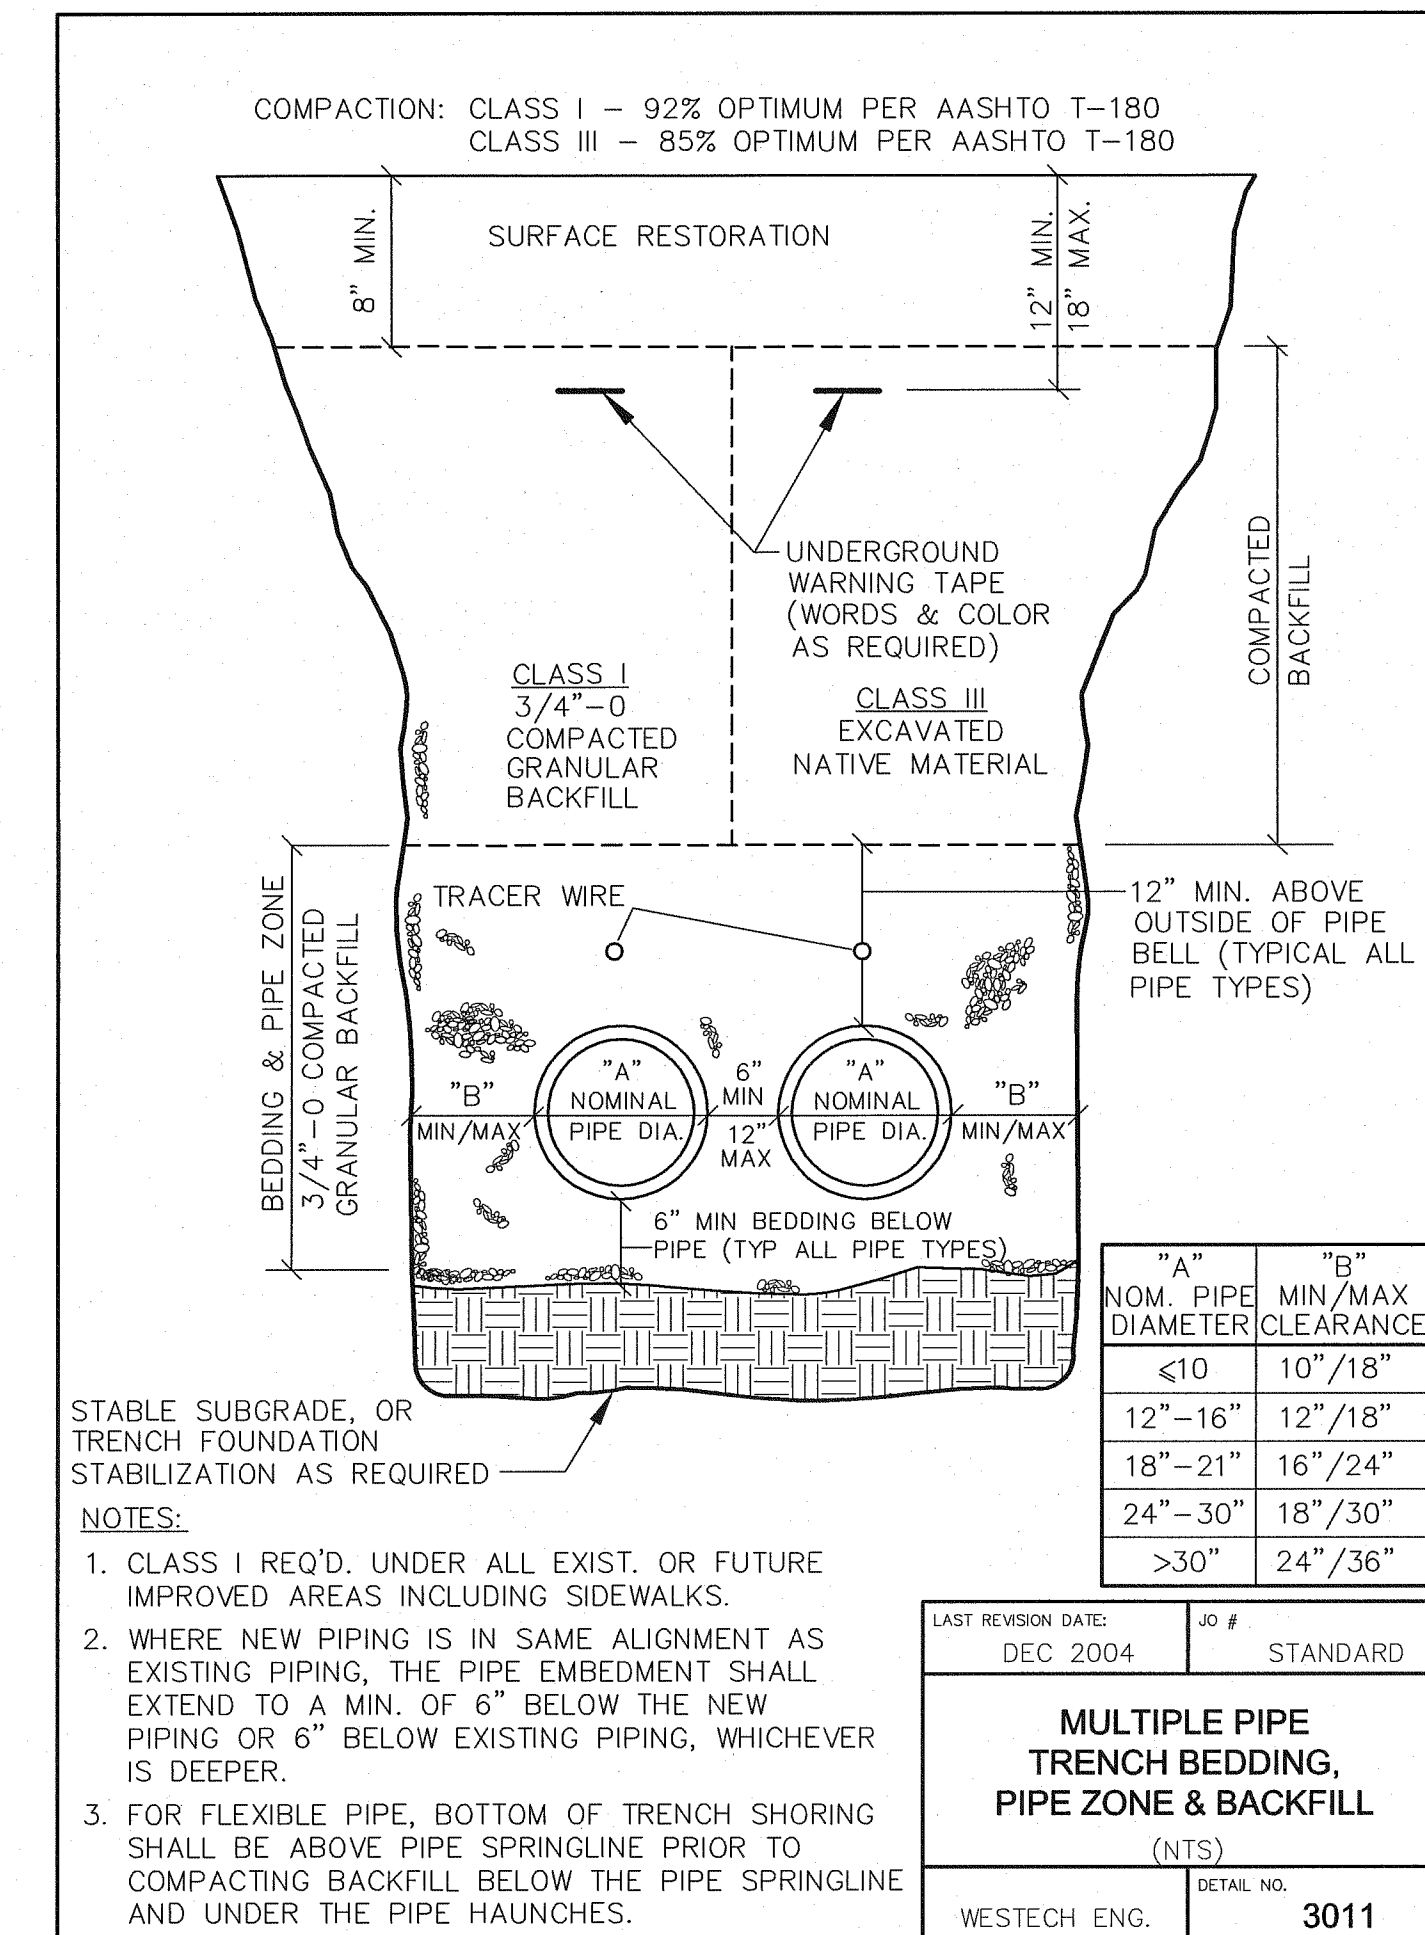 COMPACTION: CLASS I – 92% OPTIMUM PER AASHTO T–180
CLASS III – 85% OPTIMUM PER AASHTO T–180
8" MIN.
SURFACE RESTORATION
12" MIN.
18" MAX.
UNDERGROUND
WARNING TAPE
(WORDS & COLOR
AS REQUIRED)
COMPACTED
BACKFILL
CLASS I
3/4"–0
COMPACTED
GRANULAR
BACKFILL
CLASS III
EXCAVATED
NATIVE MATERIAL
BEDDING & PIPE ZONE
3/4"–0 COMPACTED
GRANULAR BACKFILL
TRACER WIRE
12" MIN. ABOVE
OUTSIDE OF PIPE
BELL (TYPICAL ALL
PIPE TYPES)
"B"
MIN/MAX
"A"
NOMINAL
PIPE DIA.
6"
MIN
12"
MAX
"A"
NOMINAL
PIPE DIA.
"B"
MIN/MAX
6" MIN BEDDING BELOW
PIPE (TYP ALL PIPE TYPES)
"A" "B"
NOM. PIPE MIN/MAX
DIAMETER CLEARANCE
⩽10 10"/18"
12"–16" 12"/18"
18"–21" 16"/24"
24"–30" 18"/30"
>30" 24"/36"
STABLE SUBGRADE, OR
TRENCH FOUNDATION
STABILIZATION AS REQUIRED
NOTES:
1. CLASS I REQ'D. UNDER ALL EXIST. OR FUTURE
IMPROVED AREAS INCLUDING SIDEWALKS.
2. WHERE NEW PIPING IS IN SAME ALIGNMENT AS
EXISTING PIPING, THE PIPE EMBEDMENT SHALL
EXTEND TO A MIN. OF 6" BELOW THE NEW
PIPING OR 6" BELOW EXISTING PIPING, WHICHEVER
IS DEEPER.
3. FOR FLEXIBLE PIPE, BOTTOM OF TRENCH SHORING
SHALL BE ABOVE PIPE SPRINGLINE PRIOR TO
COMPACTING BACKFILL BELOW THE PIPE SPRINGLINE
AND UNDER THE PIPE HAUNCHES.
LAST REVISION DATE:
DEC 2004
JO #
STANDARD
MULTIPLE PIPE
TRENCH BEDDING,
PIPE ZONE & BACKFILL
(NTS)
WESTECH ENG.
DETAIL NO.
3011